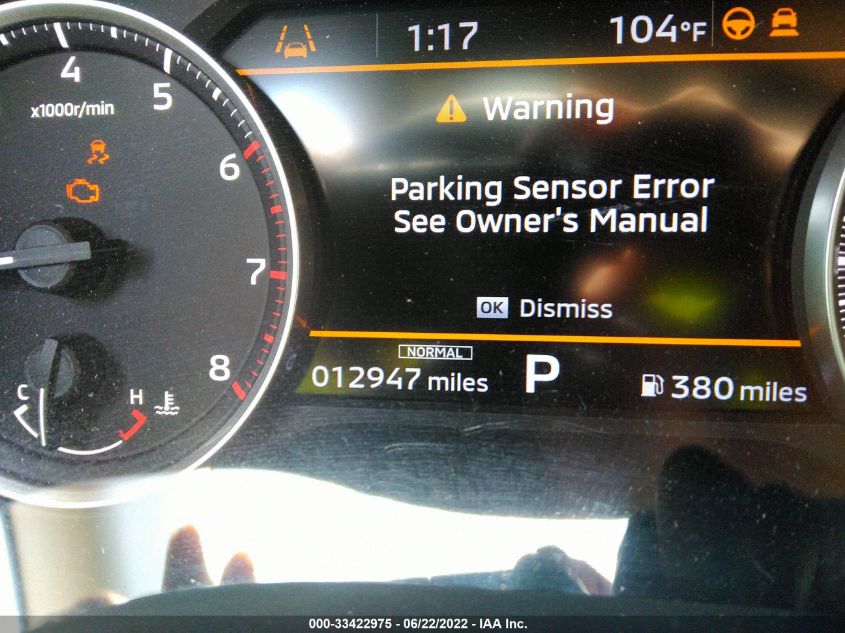 1:17 104°F
4
5
x1000r/min
6
7
8
C H
Warning
Parking Sensor Error
See Owner's Manual
OK Dismiss
NORMAL
012947 miles P 380 miles
000-33422975 - 06/22/2022 - IAA Inc.